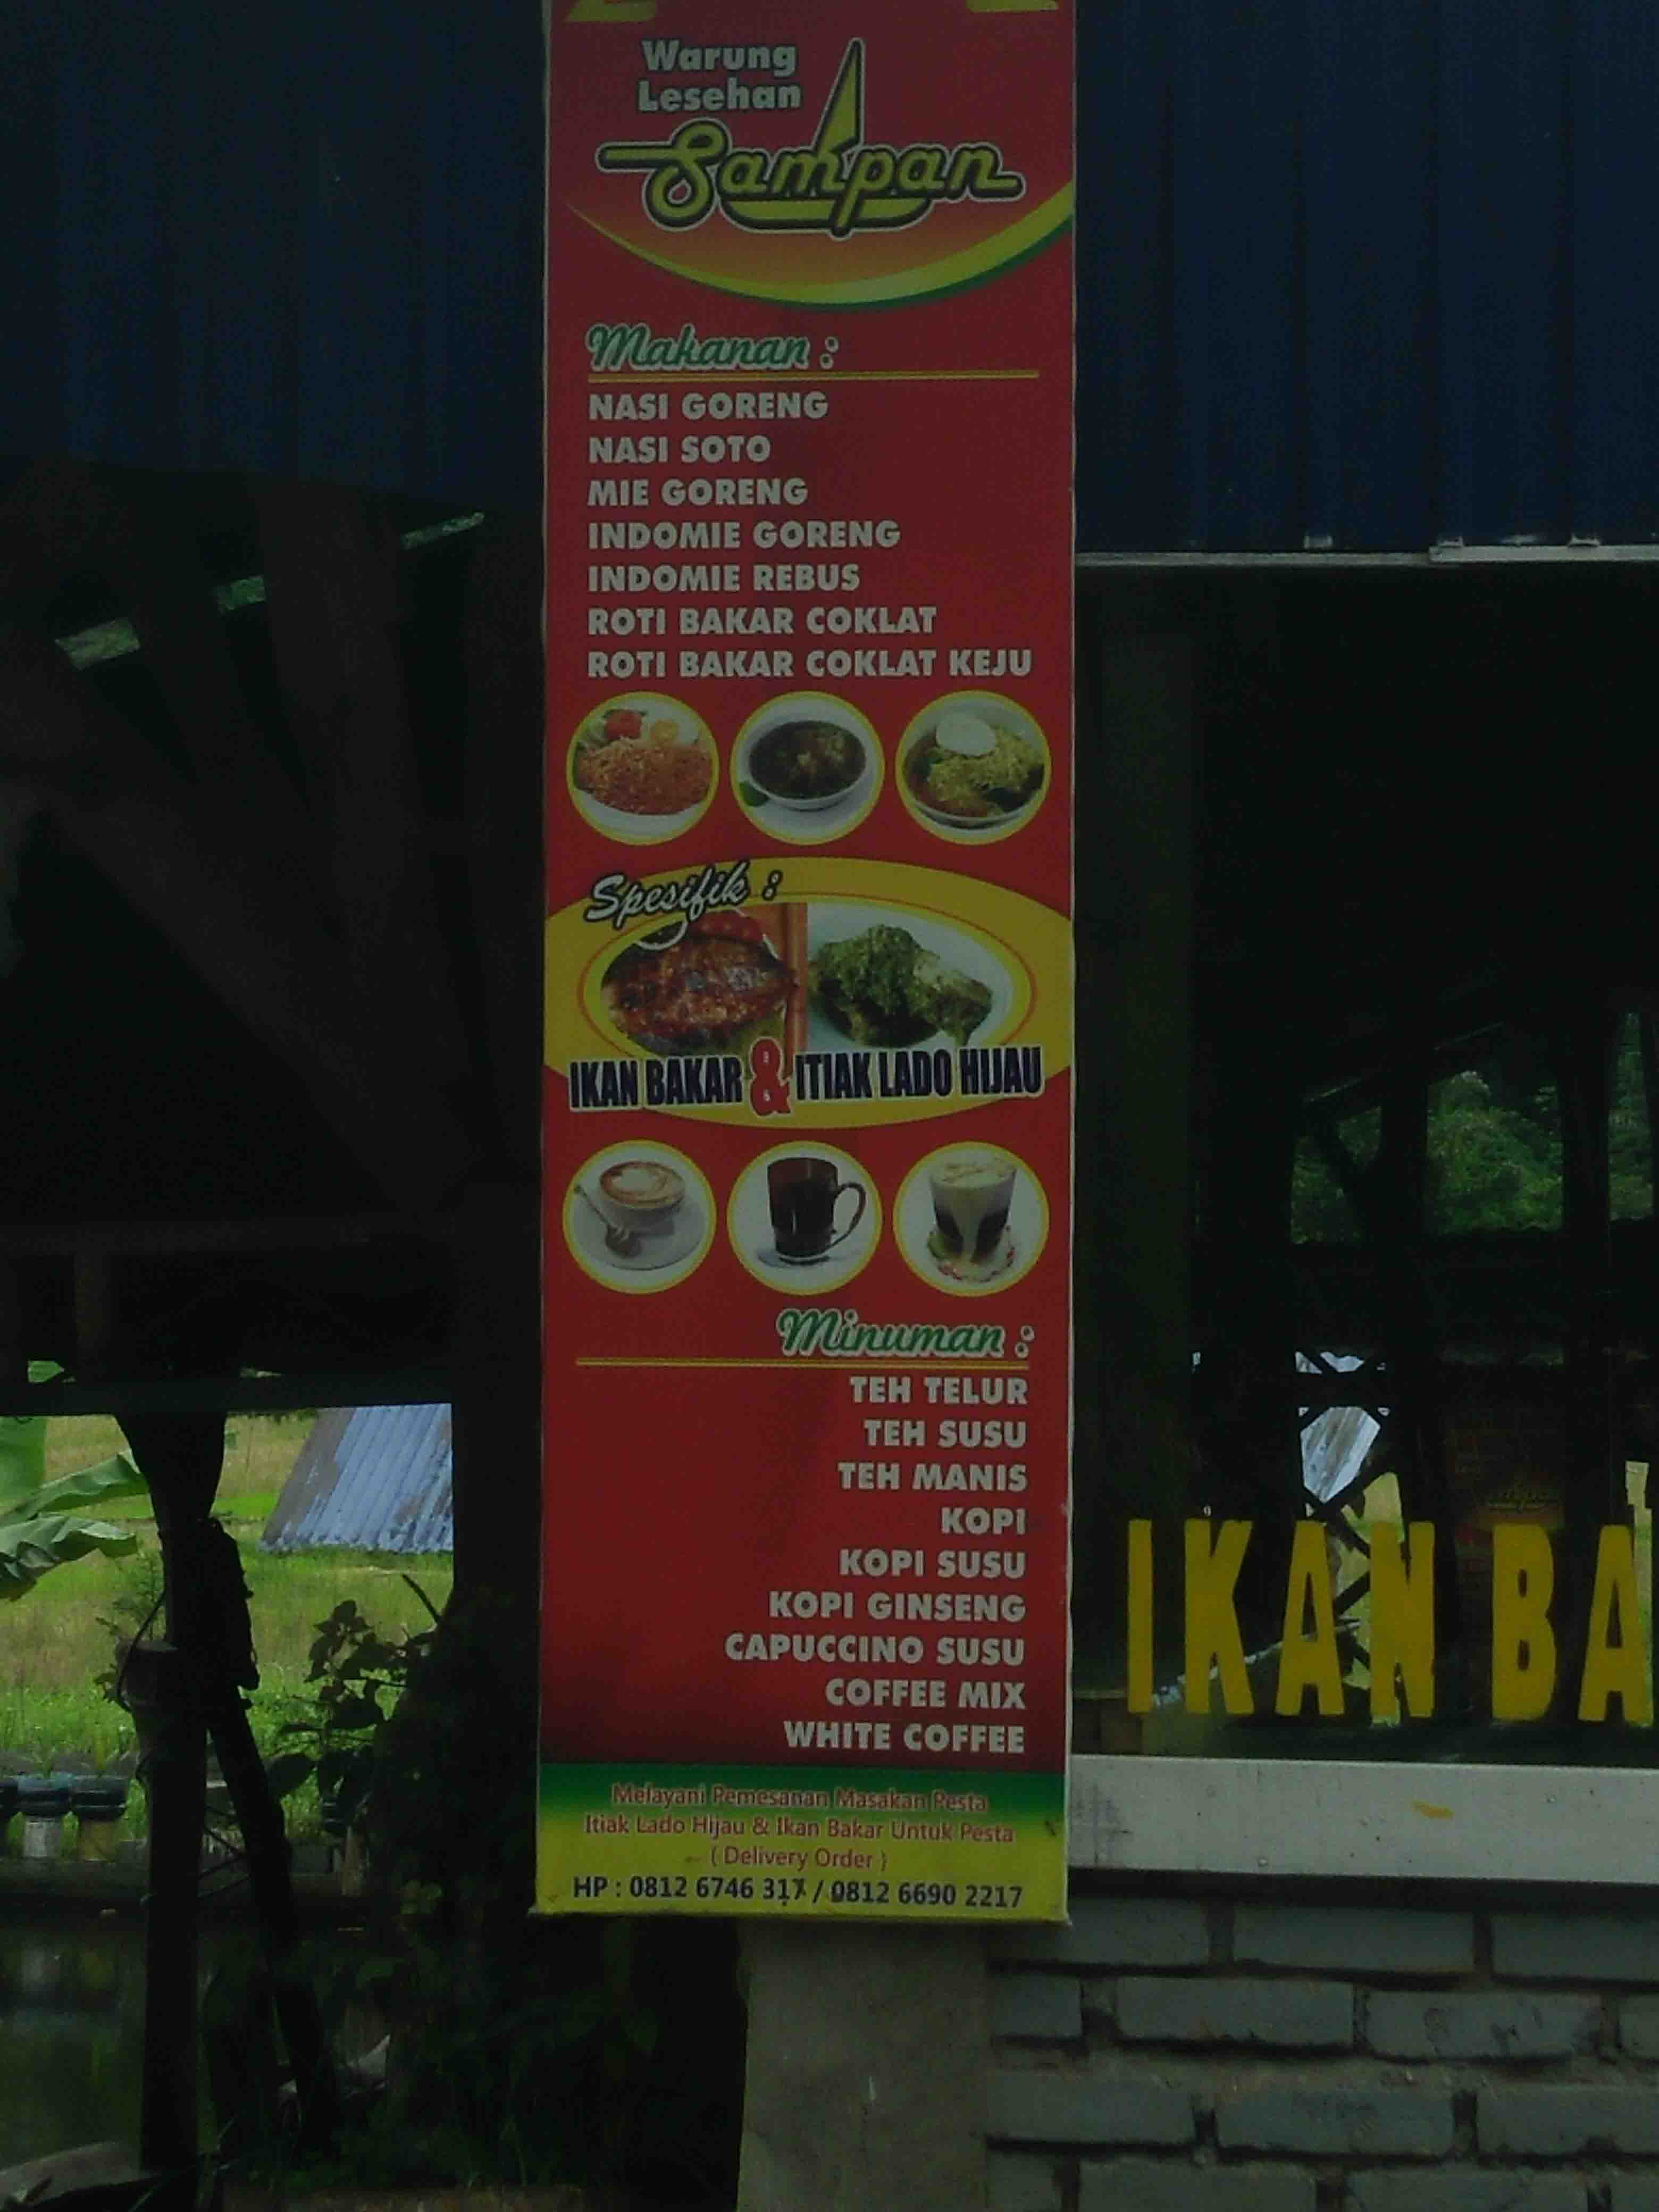 Warung
Lesehan
Sampan
Makanan :
NASI GORENG
NASI SOTO
MIE GORENG
INDOMIE GORENG
INDOMIE REBUS
ROTI BAKAR COKLAT
ROTI BAKAR COKLAT KEJU
Spesifik :
IKAN BAKAR & ITIAK LADO HIJAU
Minuman :
TEH TELUR
TEH SUSU
TEH MANIS
KOPI
KOPI SUSU
KOPI GINSENG
CAPUCCINO SUSU
COFFEE MIX
WHITE COFFEE
Melayani Pemesanan Masakan Pesta
Itiak Lado Hijau & Ikan Bakar Untuk Pesta
( Delivery Order )
HP : 0812 6746 317 / 0812 6690 2217
IKAN BA